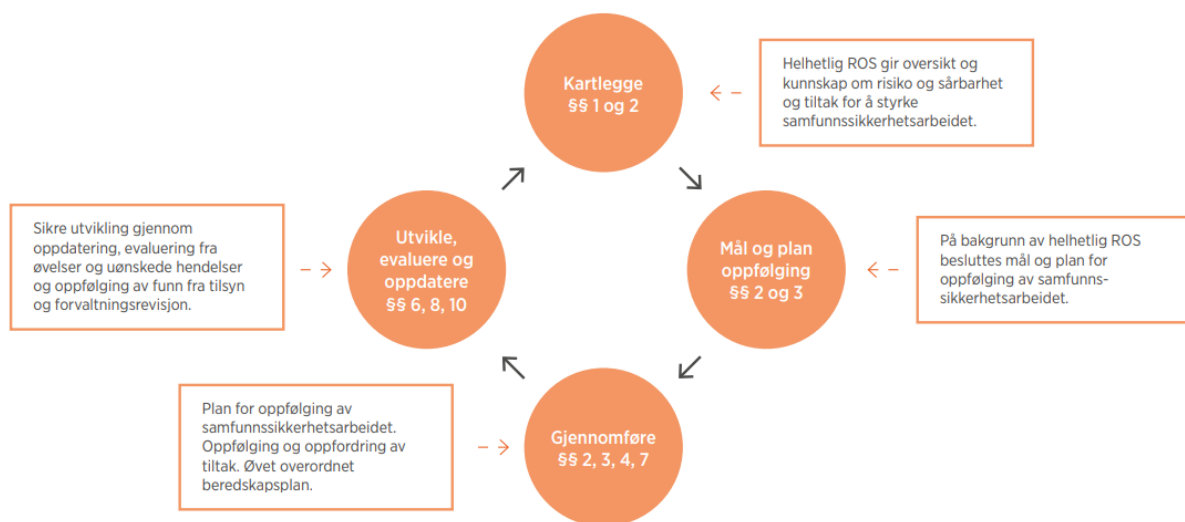 Kartlegge
§§ 1 og 2
Helhetlig ROS gir oversikt og
kunnskap om risiko og sårbarhet
og tiltak for å styrke
samfunnssikkerhetsarbeidet.
Mål og plan
oppfølging
§§ 2 og 3
På bakgrunn av helhetlig ROS
besluttes mål og plan for
oppfølging av samfunns-
sikkerhetsarbeidet.
Gjennomføre
§§ 2, 3, 4, 7
Plan for oppfølging av
samfunnssikkerhetsarbeidet.
Oppfølging og oppfordring av
tiltak. Øvet overordnet
beredskapsplan.
Utvikle,
evaluere og
oppdatere
§§ 6, 8, 10
Sikre utvikling gjennom
oppdatering, evaluering fra
øvelser og uønskede hendelser
og oppfølging av funn fra tilsyn
og forvaltningsrevisjon.